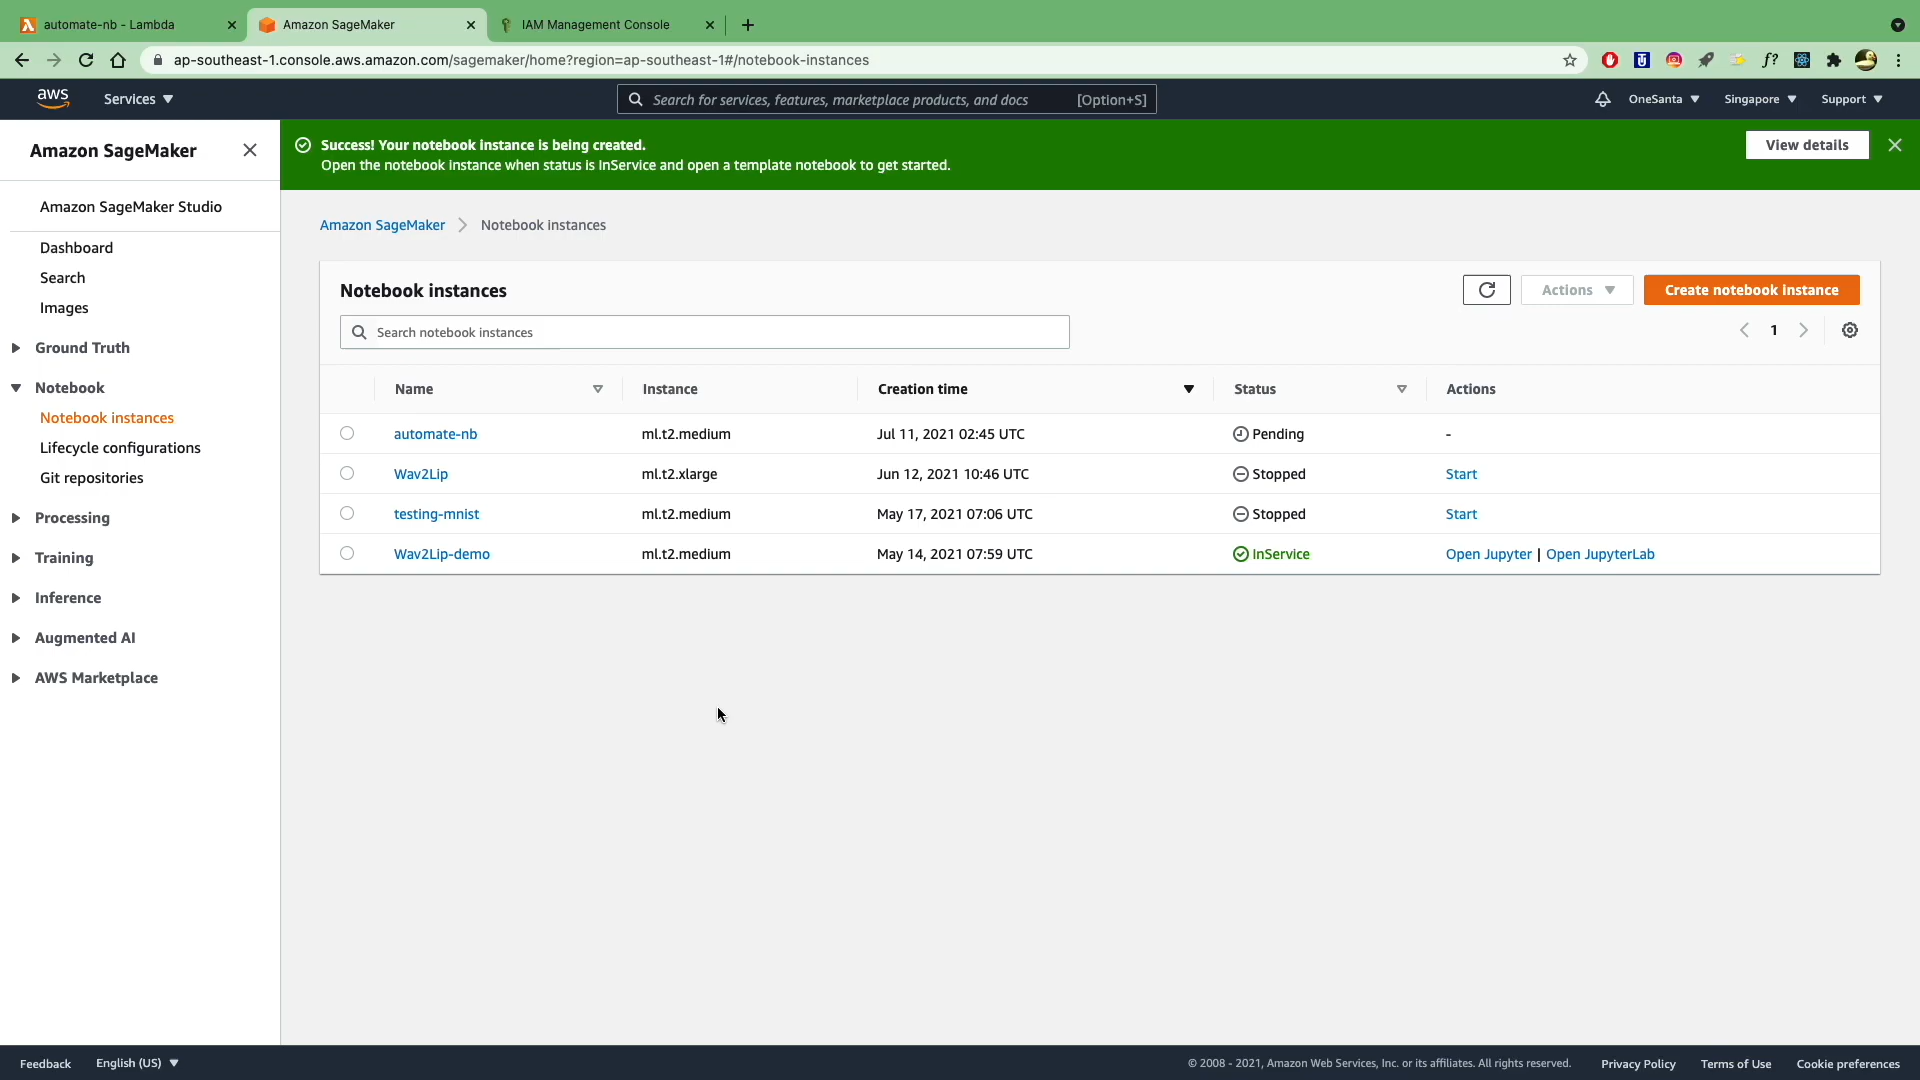 automate-nb - Lambda
Amazon SageMaker
IAM Management Console
ap-southeast-1.console.aws.amazon.com/sagemaker/home?region=ap-southeast-1#/notebook-instances
f?
aws
Services
Search for services, features, marketplace products, and docs [Option+S]
OneSanta
Singapore
Support
Amazon SageMaker
Success! Your notebook instance is being created.
Open the notebook instance when status is InService and open a template notebook to get started.
View details
Amazon SageMaker Studio
Dashboard
Search
Images
Ground Truth
Notebook
Notebook instances
Lifecycle configurations
Git repositories
Processing
Training
Inference
Augmented AI
AWS Marketplace
Amazon SageMaker > Notebook instances
Notebook instances
Actions
Create notebook instance
Search notebook instances
1
Name Instance Creation time Status Actions
automate-nb ml.t2.medium Jul 11, 2021 02:45 UTC Pending -
Wav2Lip ml.t2.xlarge Jun 12, 2021 10:46 UTC Stopped Start
testing-mnist ml.t2.medium May 17, 2021 07:06 UTC Stopped Start
Wav2Lip-demo ml.t2.medium May 14, 2021 07:59 UTC InService Open Jupyter | Open JupyterLab
Feedback
English (US)
© 2008 - 2021, Amazon Web Services, Inc. or its affiliates. All rights reserved.
Privacy Policy
Terms of Use
Cookie preferences